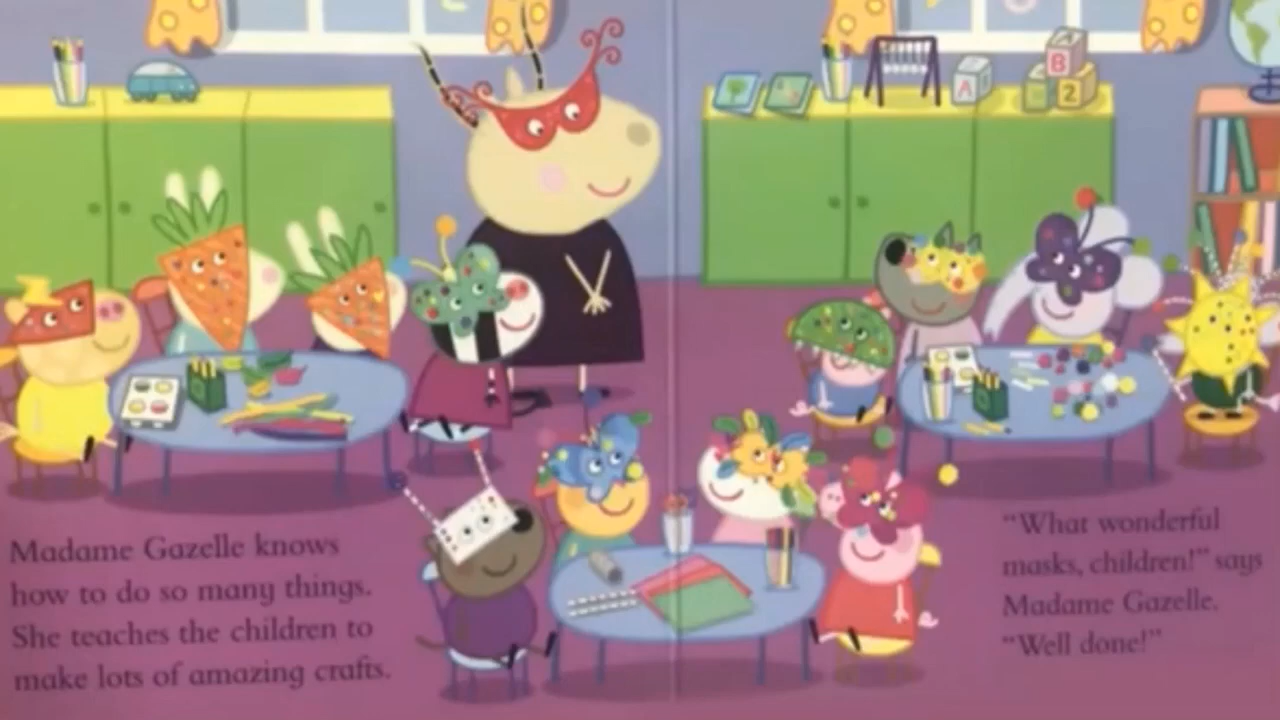 A
B
A
2
Madame Gazelle knows
how to do so many things.
She teaches the children to
make lots of amazing crafts.
“What wonderful
masks, children!” says
Madame Gazelle.
“Well done!”